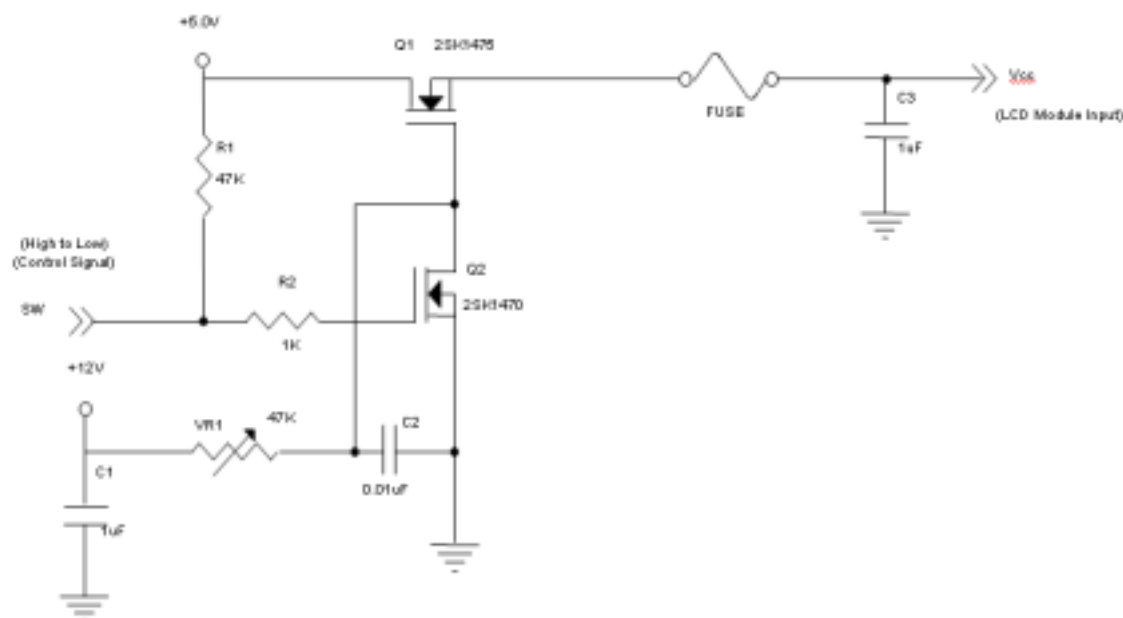 +5.0V
Q1 2SK1475
Vcc
C3
FUSE
(LCD Module Input)
R1
1uF
47K
(High to Low)
(Control Signal)
Q2
R2
SW
2SK1470
1K
+12V
47K
VR1
C2
C1
0.01uF
1uF